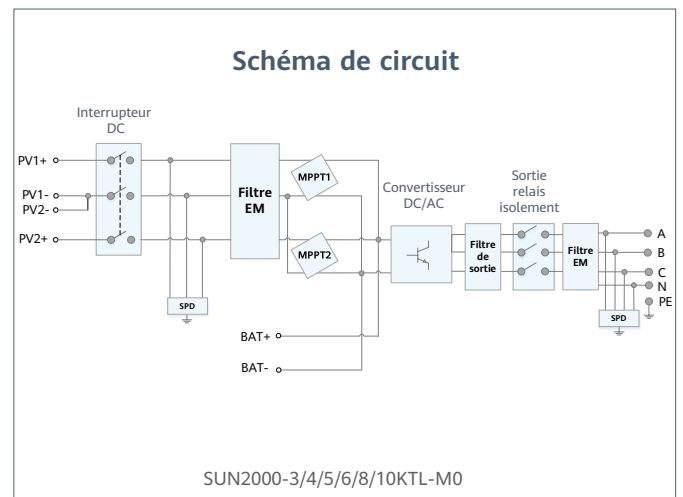 Schéma de circuit
Interrupteur
DC
PV1+
PV1-
PV2-
PV2+
SPD
Filtre
EM
MPPT1
MPPT2
BAT+
BAT-
Convertisseur
DC/AC
Filtre
de
sortie
Sortie
relais
isolement
Filtre
EM
A
B
C
N
PE
SPD
SUN2000-3/4/5/6/8/10KTL-M0